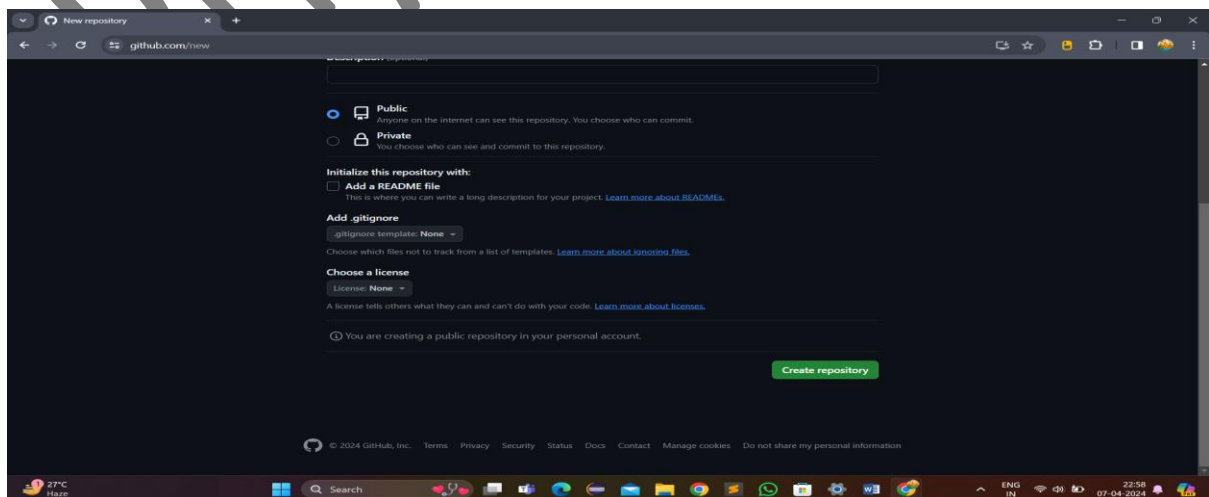 New repository
github.com/new
Description (optional)
Public
Anyone on the internet can see this repository. You choose who can commit.
Private
You choose who can see and commit to this repository.
Initialize this repository with:
Add a README file
This is where you can write a long description for your project. Learn more about READMEs.
Add .gitignore
.gitignore template: None
Choose which files not to track from a list of templates. Learn more about ignoring files.
Choose a license
License: None
A license tells others what they can and can't do with your code. Learn more about licenses.
You are creating a public repository in your personal account.
Create repository
© 2024 GitHub, Inc. Terms Privacy Security Status Docs Contact Manage cookies Do not share my personal information
1 27°C
Haze
Search
ENG
IN
22:58
07-04-2024